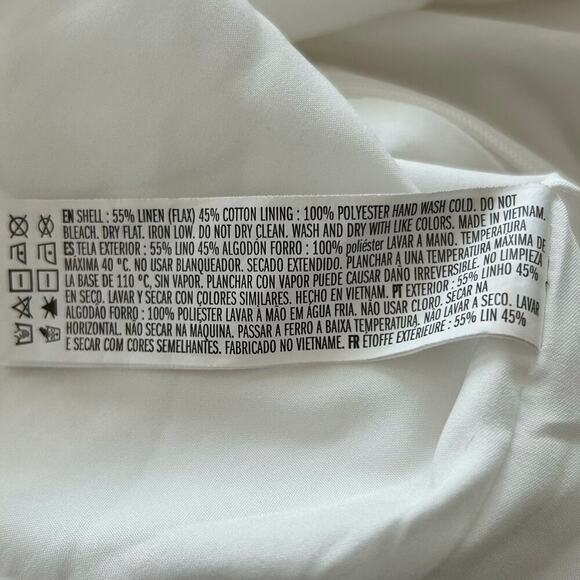 EN SHELL : 55% LINEN (FLAX) 45% COTTON LINING : 100% POLYESTER HAND WASH COLD. DO NOT
BLEACH. DRY FLAT. IRON LOW. DO NOT DRY CLEAN. WASH AND DRY WITH LIKE COLORS. MADE IN VIETNAM.
ES TELA EXTERIOR : 55% LINO 45% ALGODÓN FORRO : 100% poliéster LAVAR A MANO. TEMPERATURA
MÁXIMA 40 ºC. NO USAR BLANQUEADOR. SECADO EXTENDIDO. PLANCHAR A UNA TEMPERATURA MÁXIMA DE
LA BASE DE 110 ºC, SIN VAPOR. PLANCHAR CON VAPOR PUEDE CAUSAR DAÑO IRREVERSIBLE. NO LIMPIEZA
EN SECO. LAVAR Y SECAR CON COLORES SIMILARES. HECHO EN VIETNAM. PT EXTERIOR : 55% LINHO 45%
ALGODÃO FORRO : 100% POLIÉSTER LAVAR À MÃO EM ÁGUA FRIA. NÃO USAR CLORO. SECAR NA
HORIZONTAL. NÃO SECAR NA MÁQUINA. PASSAR A FERRO A BAIXA TEMPERATURA. NÃO LAVAR A SECO. LAVAR
E SECAR COM CORES SEMELHANTES. FABRICADO NO VIETNAME. FR ÉTOFFE EXTÉRIEURE : 55% LIN 45%